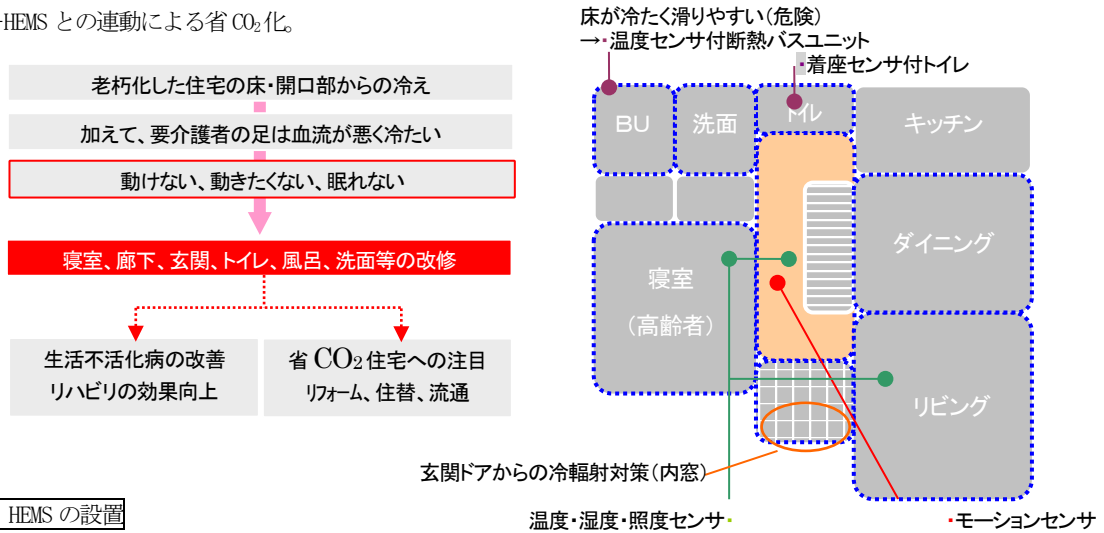 HEMS との連動による省 CO₂化。
老朽化した住宅の床・開口部からの冷え
加えて、要介護者の足は血流が悪く冷たい
動けない、動きたくない、眠れない
寝室、廊下、玄関、トイレ、風呂、洗面等の改修
生活不活化病の改善
リハビリの効果向上
省 CO2 住宅への注目
リフォーム、住替、流通
HEMS の設置
床が冷たく滑りやすい(危険)
→・温度センサ付断熱バスユニット
・着座センサ付トイレ
BU
洗面
トイレ
キッチン
ダイニング
寝室
(高齢者)
リビング
玄関ドアからの冷輻射対策(内窓)
温度・湿度・照度センサ・
・モーションセンサ